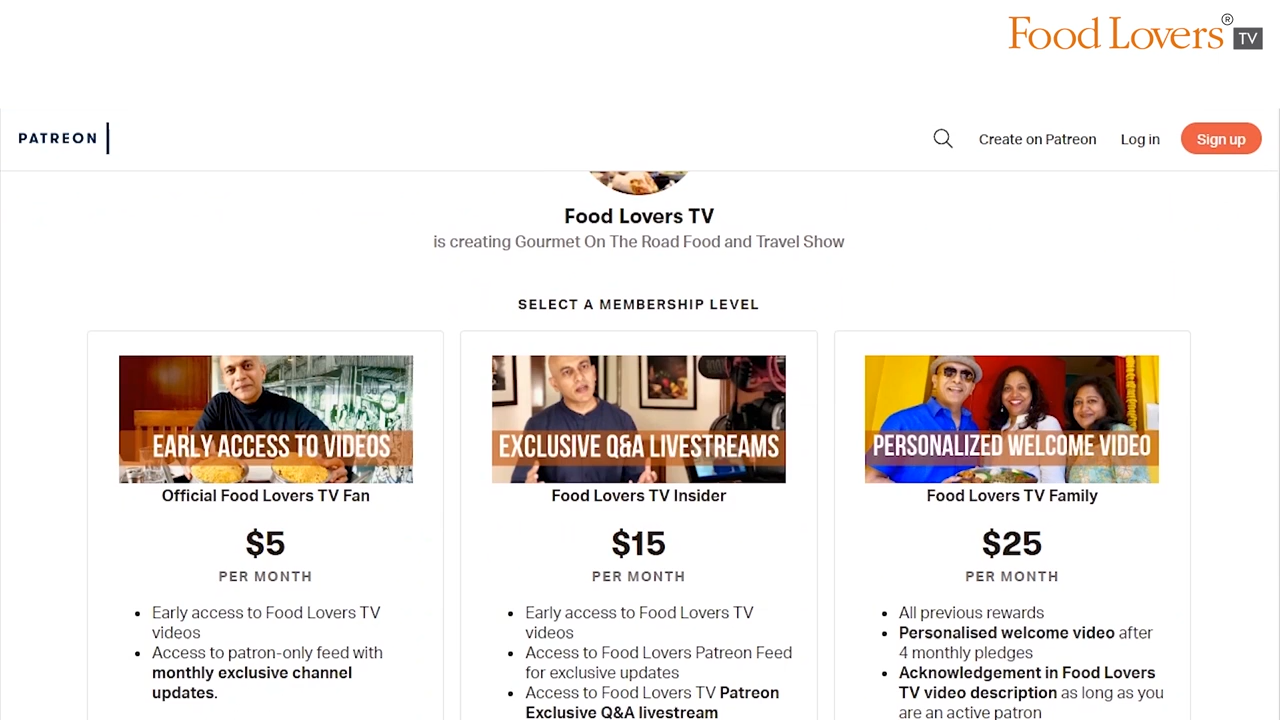 Food Lovers®
TV
PATREON
Create on Patreon
Log in
Sign up
Food Lovers TV
is creating Gourmet On The Road Food and Travel Show
SELECT A MEMBERSHIP LEVEL
EARLY ACCESS TO VIDEOS
Official Food Lovers TV Fan
$5
PER MONTH
• Early access to Food Lovers TV
videos
• Access to patron-only feed with
monthly exclusive channel
updates.
EXCLUSIVE Q&A LIVESTREAMS
Food Lovers TV Insider
$15
PER MONTH
• Early access to Food Lovers TV
videos
• Access to Food Lovers Patreon Feed
for exclusive updates
• Access to Food Lovers TV Patreon
Exclusive Q&A livestream
PERSONALIZED WELCOME VIDEO
Food Lovers TV Family
$25
PER MONTH
• All previous rewards
• Personalised welcome video after
4 monthly pledges
• Acknowledgement in Food Lovers
TV video description as long as you
are an active patron